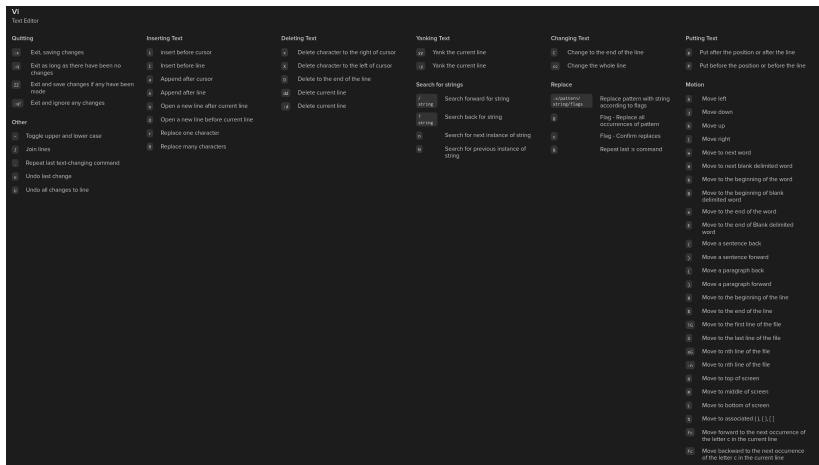 Vi
Text Editor
Quitting
:x Exit, saving changes
:q Exit as long as there have been no
changes
ZZ Exit and save changes if any have been
made
:q! Exit and ignore any changes
Other
~ Toggle upper and lower case
J Join lines
. Repeat last text-changing command
u Undo last change
U Undo all changes to line
Inserting Text
i Insert before cursor
I Insert before line
a Append after cursor
A Append after line
o Open a new line after current line
O Open a new line before current line
r Replace one character
R Replace many characters
Deleting Text
x Delete character to the right of cursor
X Delete character to the left of cursor
D Delete to the end of the line
dd Delete current line
:d Delete current line
Yanking Text
yy Yank the current line
:y Yank the current line
Search for strings
/
string Search forward for string
?
string Search back for string
n Search for next instance of string
N Search for previous instance of
string
Changing Text
C Change to the end of the line
cc Change the whole line
Replace
:s/pattern/
string/flags Replace pattern with string
according to flags
g Flag - Replace all
occurrences of pattern
c Flag - Confirm replaces
& Repeat last :s command
Putting Text
p Put after the position or after the line
P Put before the position or before the line
Motion
h Move left
j Move down
k Move up
l Move right
w Move to next word
W Move to next blank delimited word
b Move to the beginning of the word
B Move to the beginning of blank
delimited word
e Move to the end of the word
E Move to the end of Blank delimited
word
( Move a sentence back
) Move a sentence forward
{ Move a paragraph back
} Move a paragraph forward
0 Move to the beginning of the line
$ Move to the end of the line
1G Move to the first line of the file
G Move to the last line of the file
nG Move to nth line of the file
:n Move to nth line of the file
H Move to top of screen
M Move to middle of screen
L Move to bottom of screen
% Move to associated ( ), { }, [ ]
Fc Move forward to the next occurrence of
the letter c in the current line
Fc Move backward to the next occurrence
of the letter c in the current line